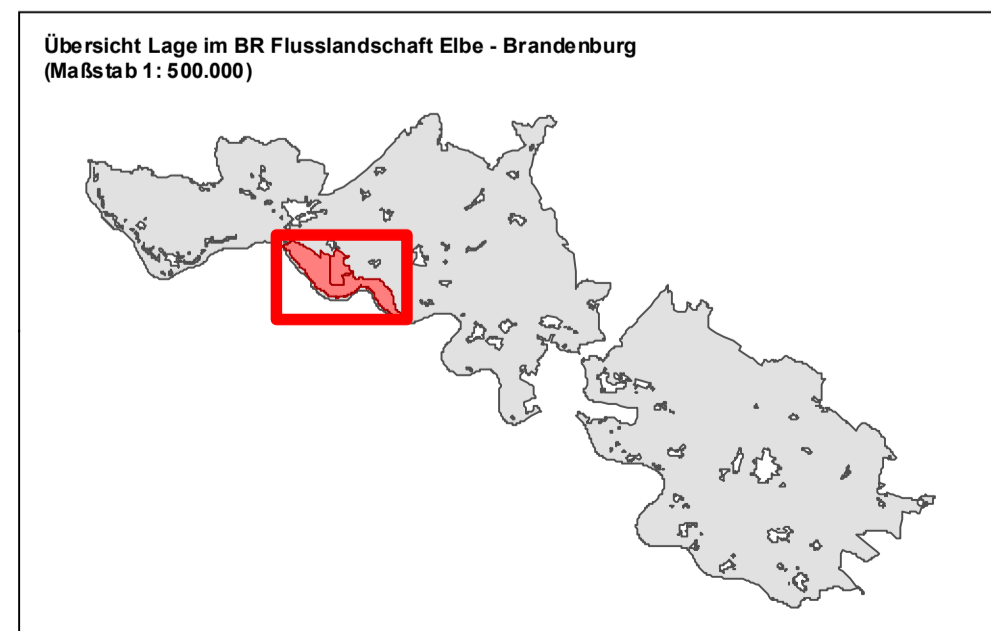 Übersicht Lage im BR Flusslandschaft Elbe - Brandenburg
(Maßstab 1: 500.000)